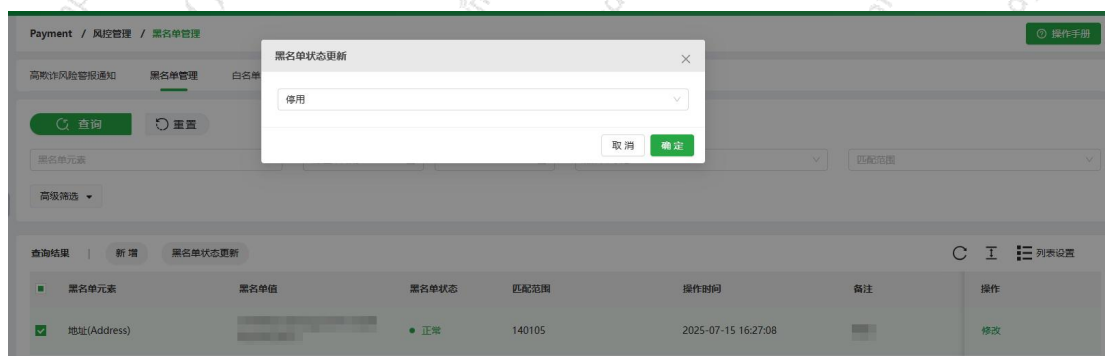 Payment / 风控管理 / 黑名单管理
操作手册
黑名单状态更新
高欺诈风险警报通知 黑名单管理 白名单
停用
查询 重置
取消 确定
黑名单元素 匹配范围
高级筛选
查询结果 | 新增 黑名单状态更新 列表设置
黑名单元素 黑名单值 黑名单状态 匹配范围 操作时间 备注 操作
地址(Address) 正常 140105 2025-07-15 16:27:08 修改